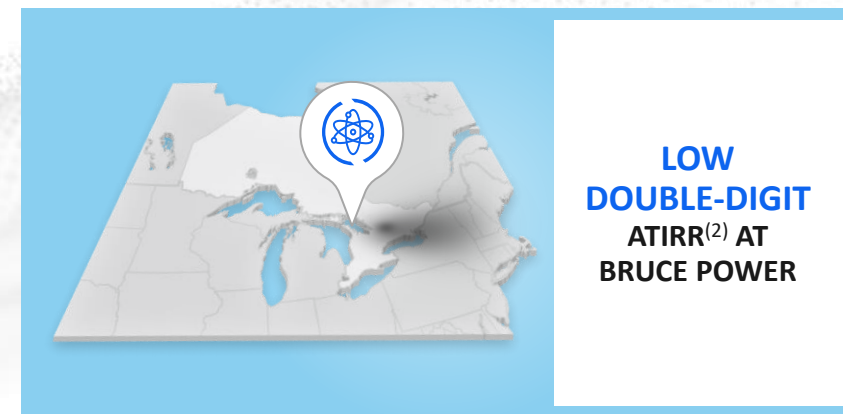 LOW
DOUBLE-DIGIT
ATIRR(2) AT
BRUCE POWER